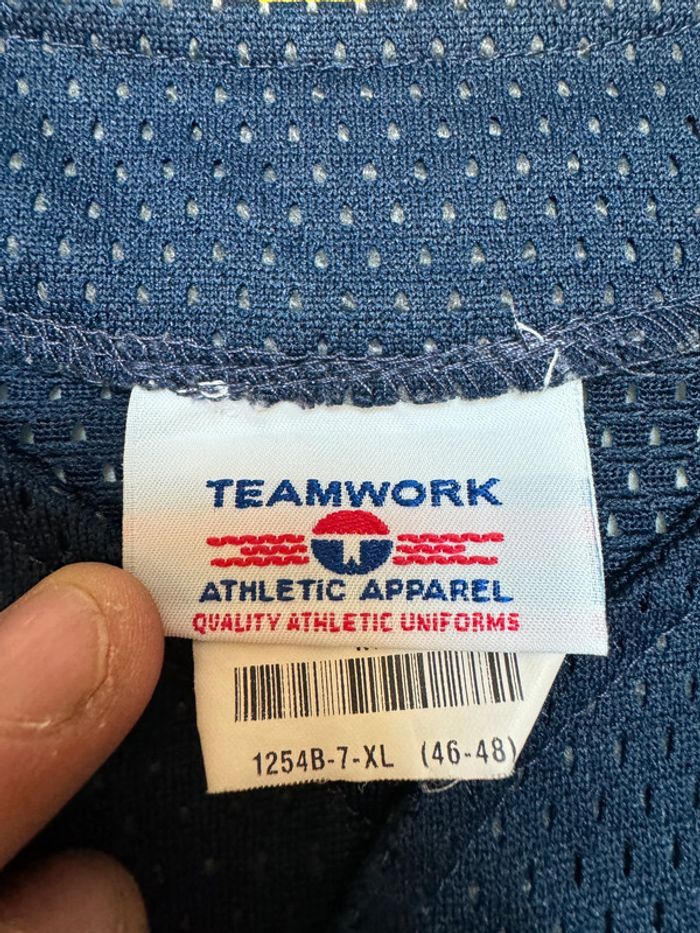 TEAMWORK
ATHLETIC APPAREL
QUALITY ATHLETIC UNIFORMS
1254B-7-XL (46-48)